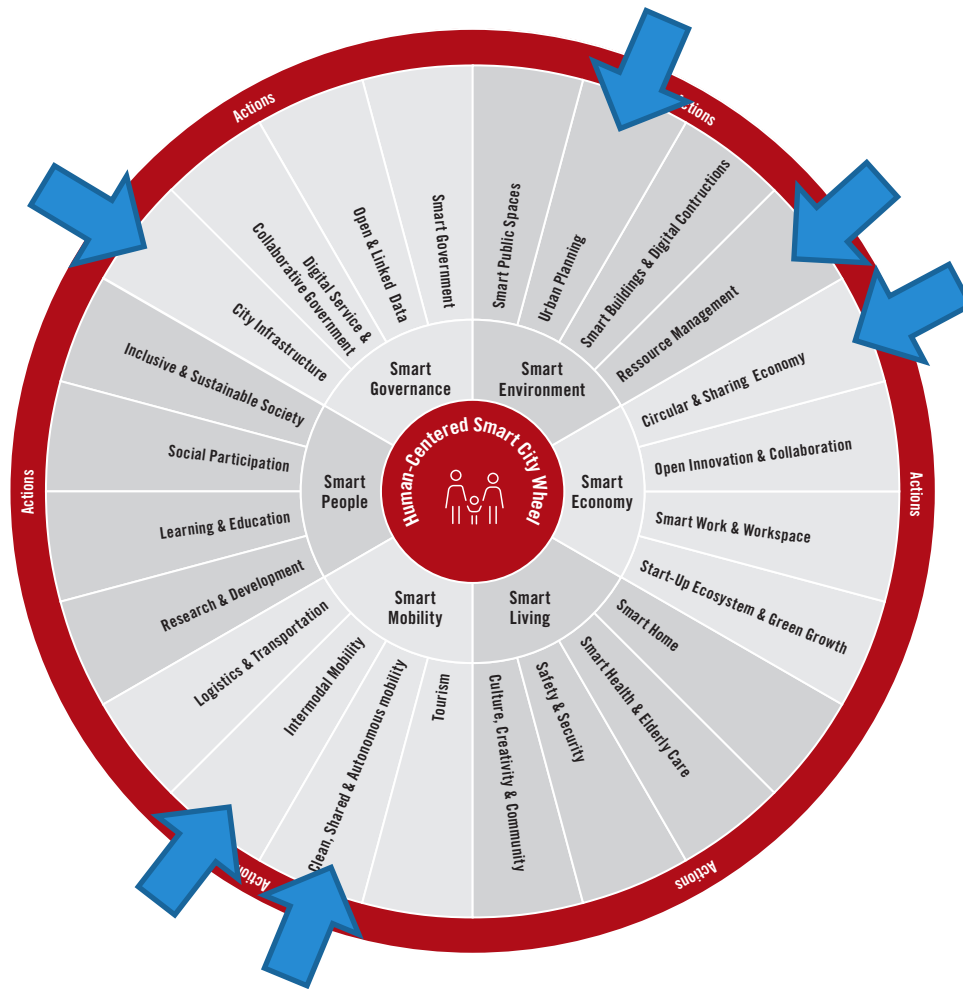 Actions
Actions
Actions
Actions
Actions
Smart Government
Open & Linked Data
Digital Service &
Collaborative Government
City Infrastructure
Smart Public Spaces
Urban Planning
Smart Buildings & Digital Contructions
Ressource Management
Smart
Governance
Smart
Environment
Inclusive & Sustainable Society
Social Participation
Learning & Education
Research & Development
Smart
People
Human-Centered Smart City Wheel
Smart
Economy
Circular & Sharing Economy
Open Innovation & Collaboration
Smart Work & Workspace
Start-Up Ecosystem & Green Growth
Smart
Mobility
Smart
Living
Logistics & Transportation
Intermodal Mobility
Clean, Shared & Autonomous mobility
Tourism
Culture, Creativity & Community
Safety & Security
Smart Health & Elderly Care
Smart Home
Actions